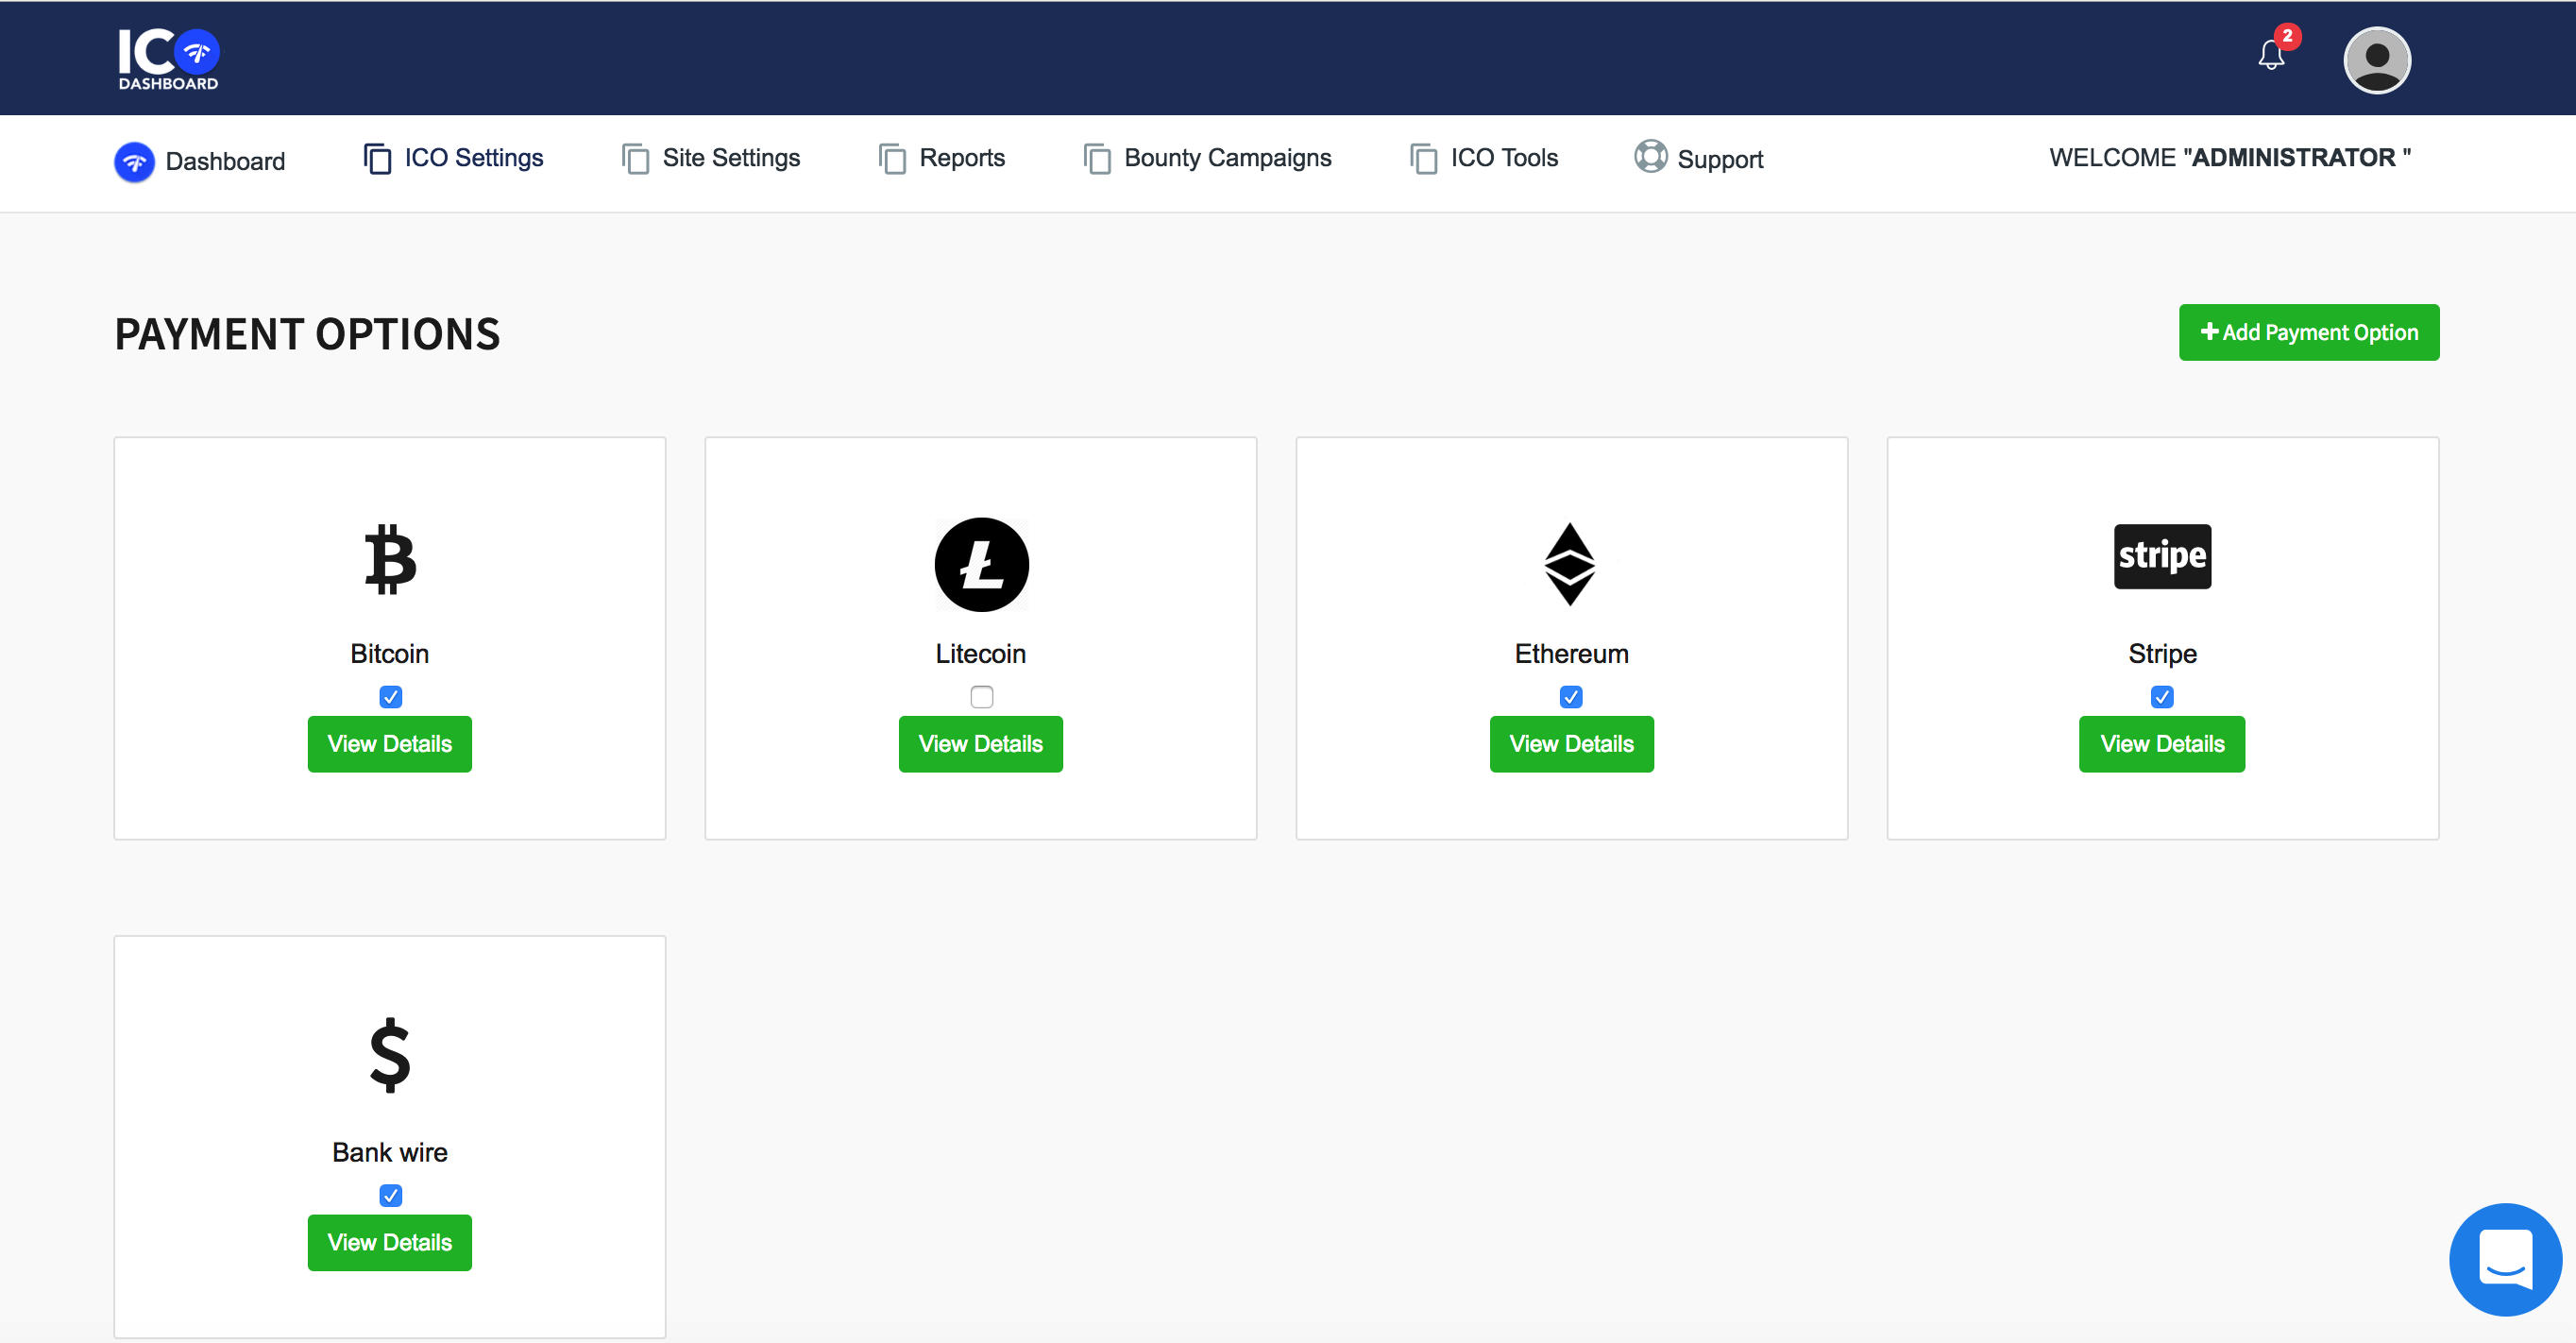 ICO
DASHBOARD
2
Dashboard
ICO Settings
Site Settings
Reports
Bounty Campaigns
ICO Tools
Support
WELCOME "ADMINISTRATOR "
PAYMENT OPTIONS
Add Payment Option
Bitcoin
View Details
Litecoin
View Details
Ethereum
View Details
stripe
Stripe
View Details
$
Bank wire
View Details